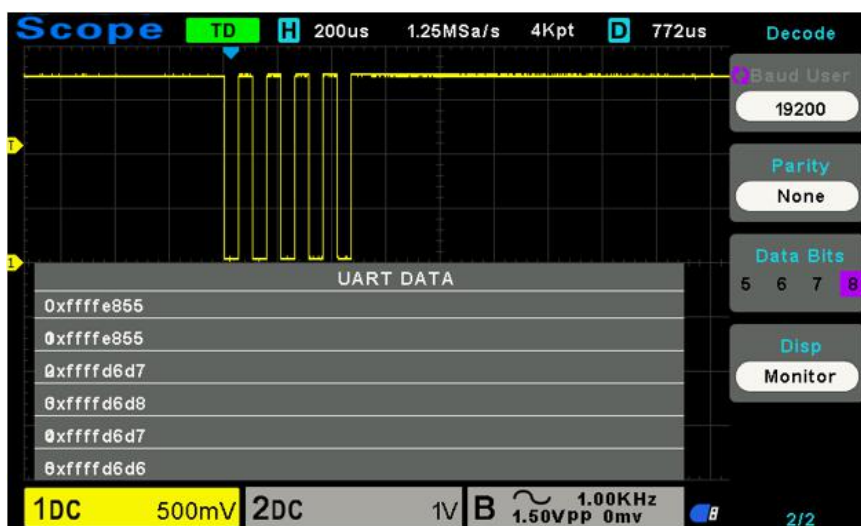 Scope TD H 200us 1.25MSa/s 4Kpt D 772us
Decode
Baud User
19200
Parity
None
Data Bits
5 6 7 8
Disp
Monitor
2/2
T
1
UART DATA
0xffffe855
0xffffe855
0xffffd6d7
0xffffd6d8
0xffffd6d7
0xffffd6d6
1DC 500mV 2DC 1V B 1.00KHz
1.50Vpp 0mv